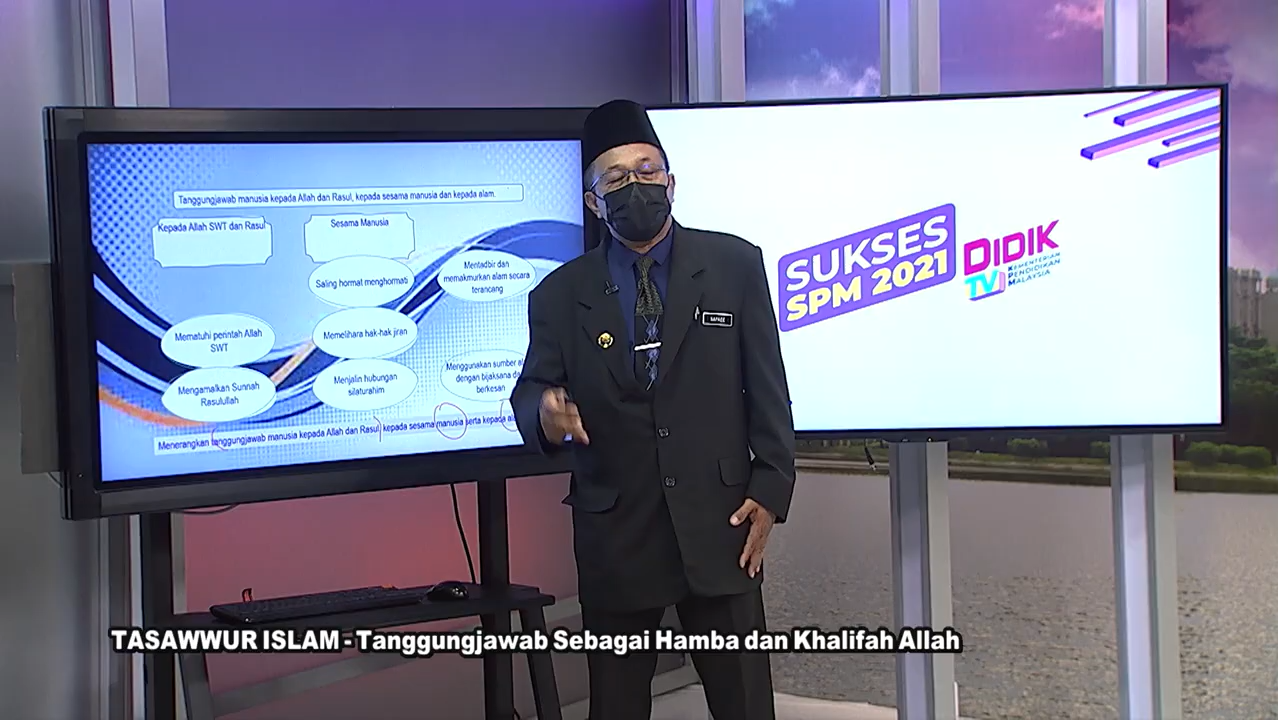 Tanggungjawab manusia kepada Allah dan Rasul, kepada sesama manusia dan kepada alam.
Kepada Allah SWT dan Rasul
Sesama Manusia
Saling hormat menghormati
Mentadbir dan
memakmurkan alam secara
terancang
Mematuhi perintah Allah
SWT
Memelihara hak-hak jiran
Mengamalkan Sunnah
Rasulullah
Menjalin hubungan
silaturahim
Menggunakan sumber
dengan bijaksana
berkesan
Menerangkan tanggungjawab manusia kepada Allah dan Rasul, kepada sesama manusia serta kepada
SUKSES
SPM 2021
DIDIK
TV
KEMENTERIAN
PENDIDIKAN
MALAYSIA
TASAWWUR ISLAM - Tanggungjawab Sebagai Hamba dan Khalifah Allah